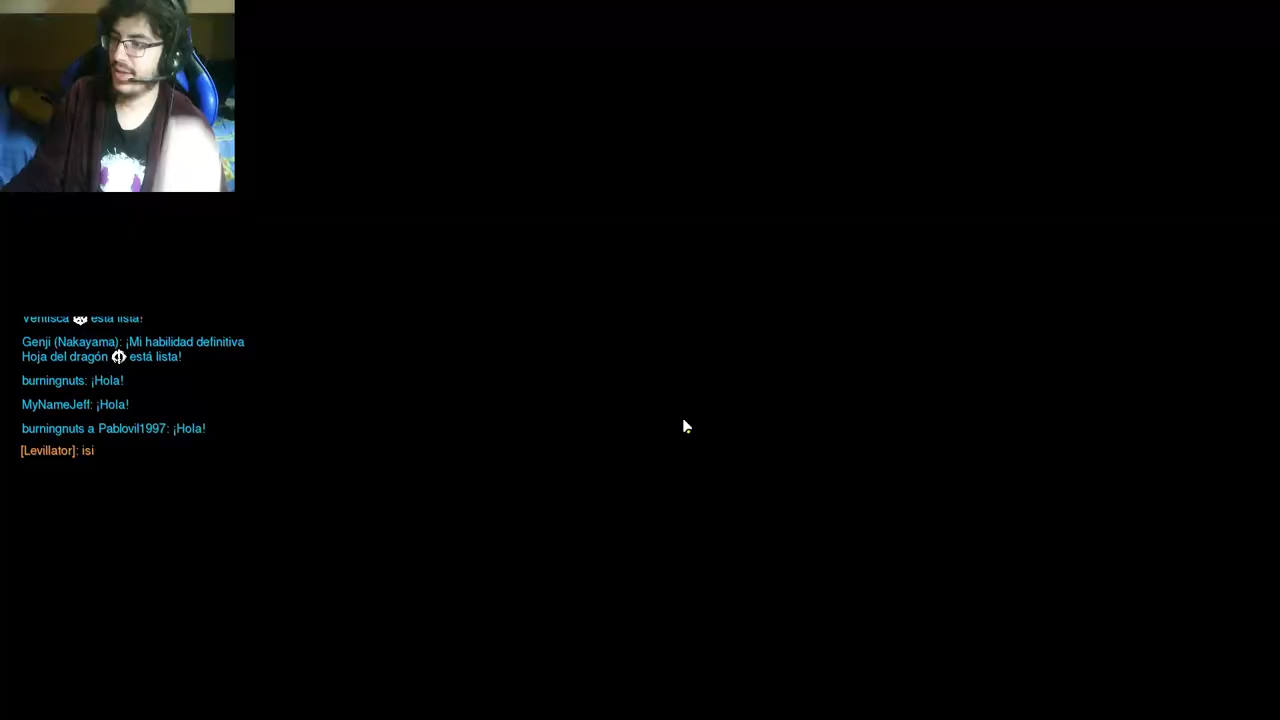 Ventisca está lista!
Genji (Nakayama): ¡Mi habilidad definitiva
Hoja del dragón está lista!
burningnuts: ¡Hola!
MyNameJeff: ¡Hola!
burningnuts a Pablovil1997: ¡Hola!
[Levillator]: isi